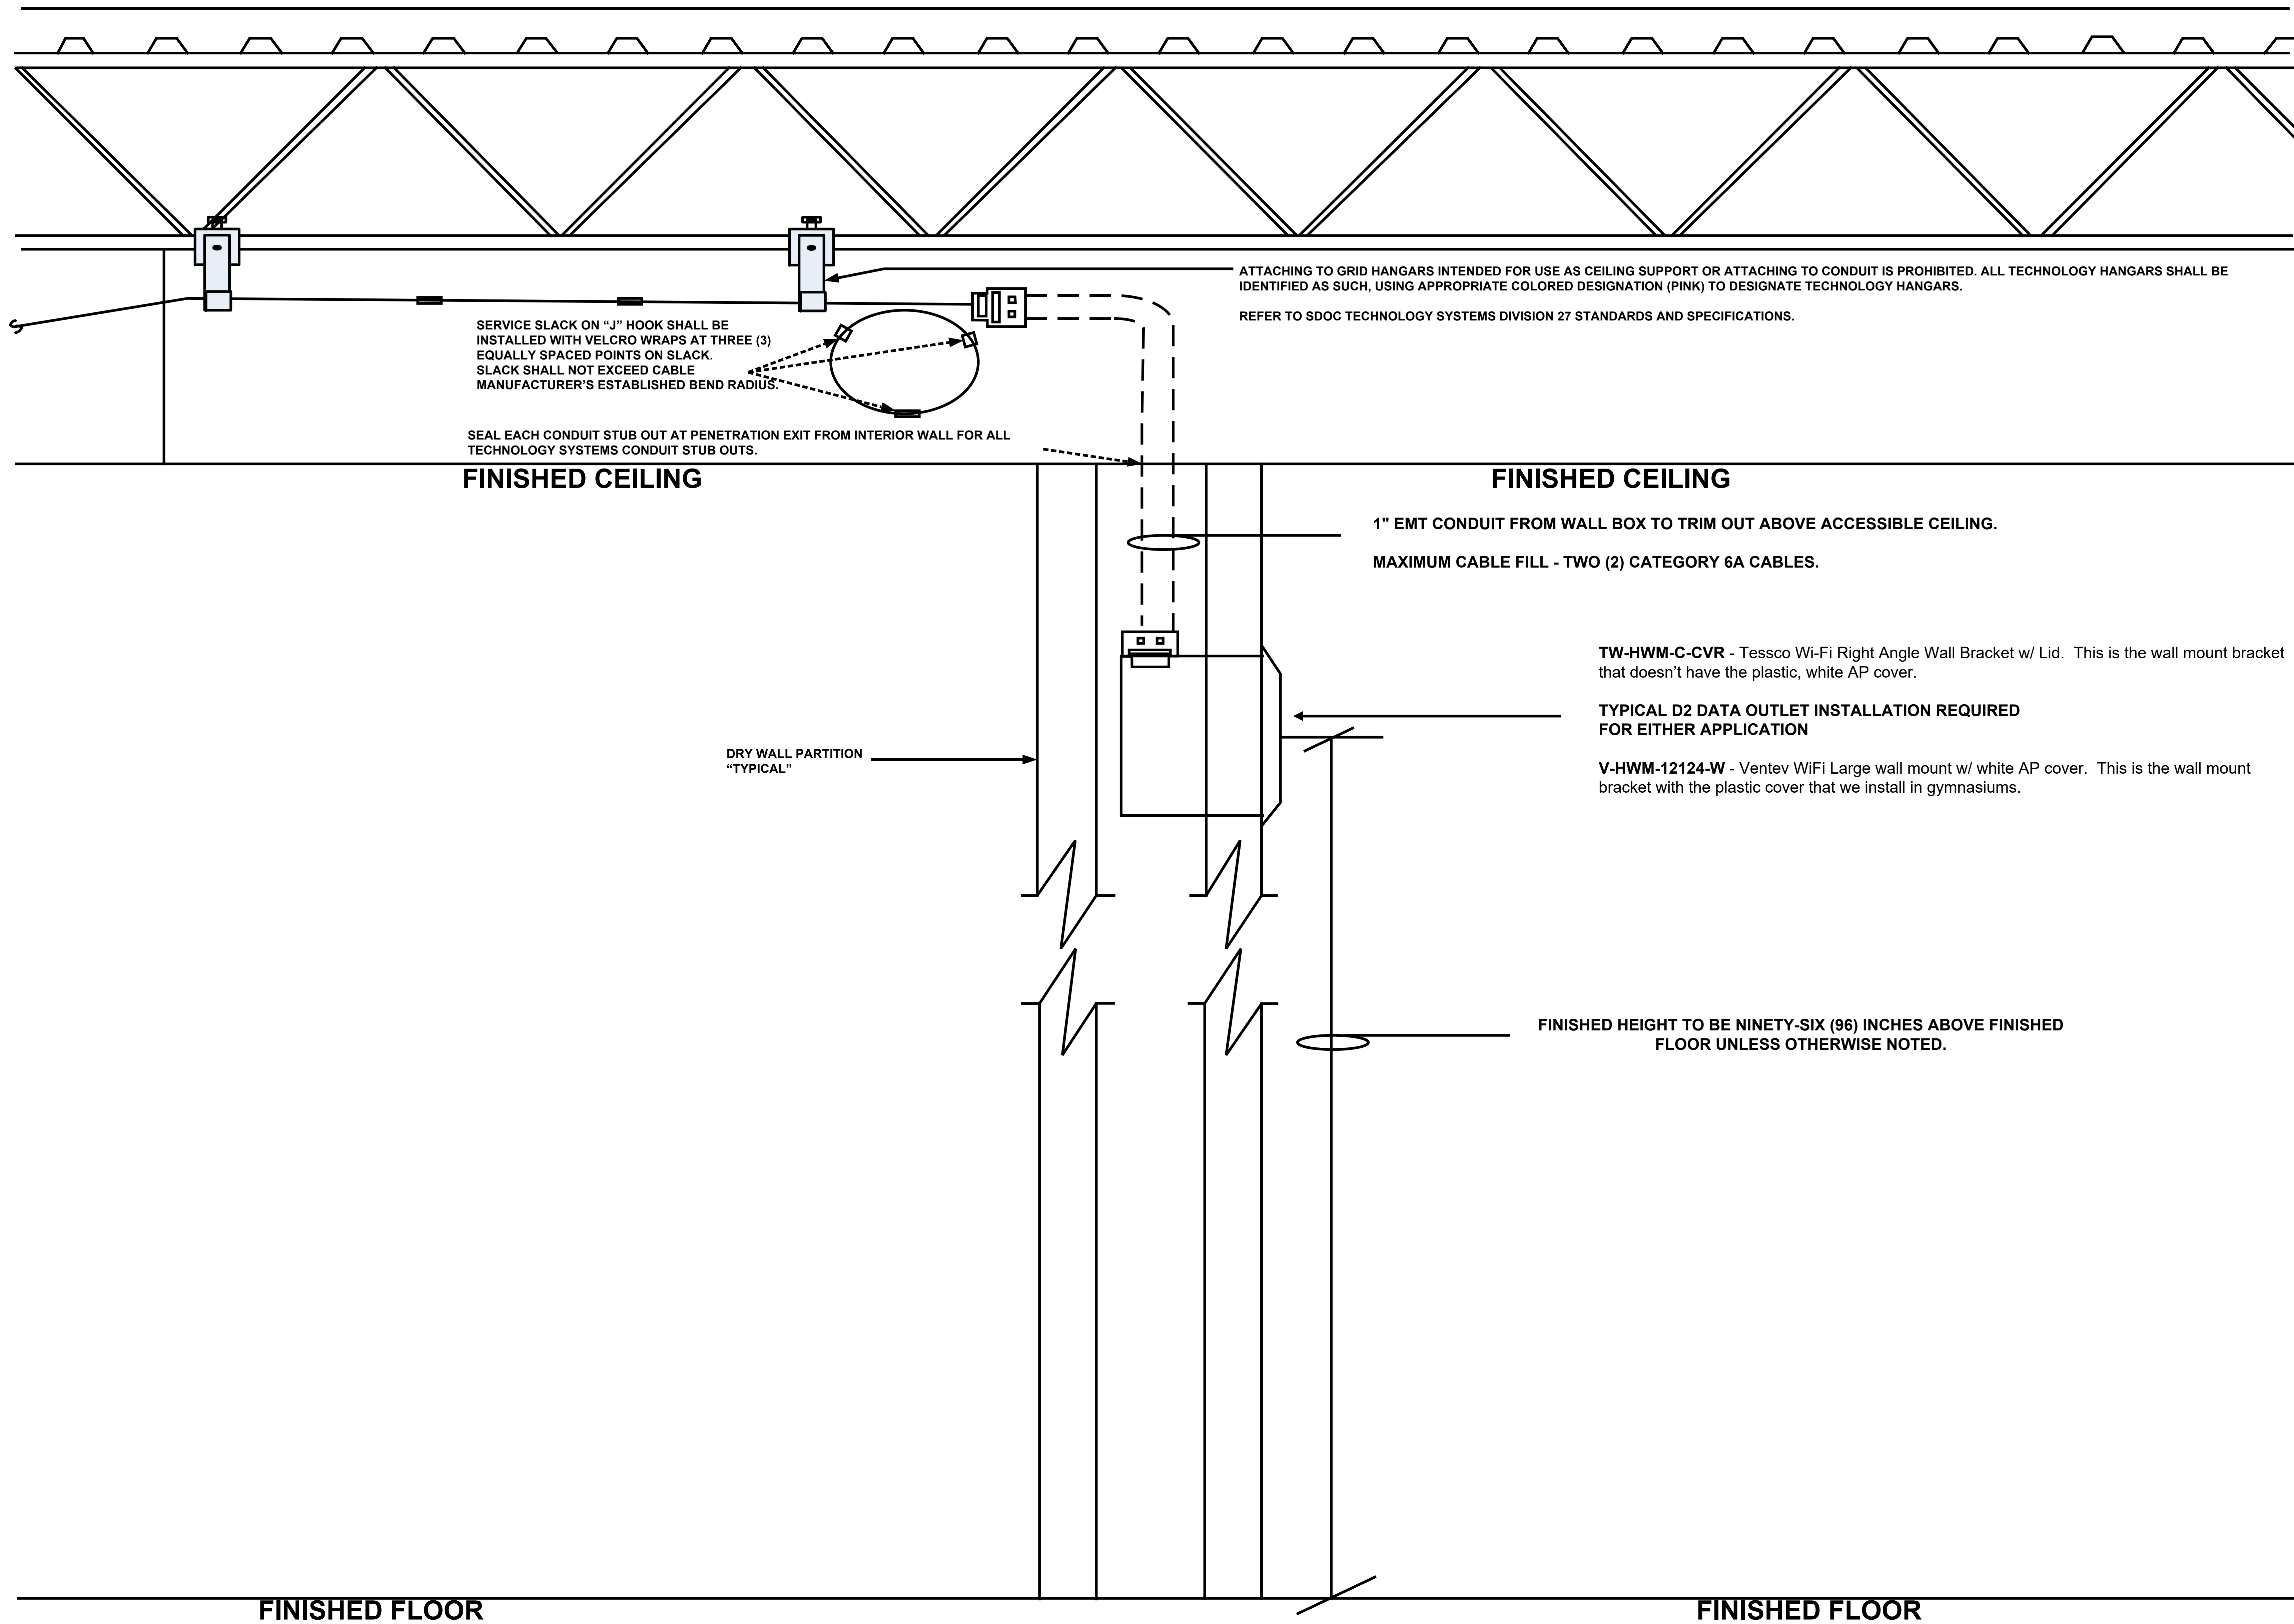 ATTACHING TO GRID HANGARS INTENDED FOR USE AS CEILING SUPPORT OR ATTACHING TO CONDUIT IS PROHIBITED. ALL TECHNOLOGY HANGARS SHALL BE
IDENTIFIED AS SUCH, USING APPROPRIATE COLORED DESIGNATION (PINK) TO DESIGNATE TECHNOLOGY HANGARS.
REFER TO SDOC TECHNOLOGY SYSTEMS DIVISION 27 STANDARDS AND SPECIFICATIONS.
SERVICE SLACK ON “J” HOOK SHALL BE
INSTALLED WITH VELCRO WRAPS AT THREE (3)
EQUALLY SPACED POINTS ON SLACK.
SLACK SHALL NOT EXCEED CABLE
MANUFACTURER’S ESTABLISHED BEND RADIUS.
SEAL EACH CONDUIT STUB OUT AT PENETRATION EXIT FROM INTERIOR WALL FOR ALL
TECHNOLOGY SYSTEMS CONDUIT STUB OUTS.
FINISHED CEILING
FINISHED CEILING
1" EMT CONDUIT FROM WALL BOX TO TRIM OUT ABOVE ACCESSIBLE CEILING.
MAXIMUM CABLE FILL - TWO (2) CATEGORY 6A CABLES.
TW-HWM-C-CVR - Tessco Wi-Fi Right Angle Wall Bracket w/ Lid.  This is the wall mount bracket
that doesn’t have the plastic, white AP cover.
TYPICAL D2 DATA OUTLET INSTALLATION REQUIRED
FOR EITHER APPLICATION
V-HWM-12124-W - Ventev WiFi Large wall mount w/ white AP cover.  This is the wall mount
bracket with the plastic cover that we install in gymnasiums.
DRY WALL PARTITION
“TYPICAL”
FINISHED HEIGHT TO BE NINETY-SIX (96) INCHES ABOVE FINISHED
FLOOR UNLESS OTHERWISE NOTED.
FINISHED FLOOR
FINISHED FLOOR